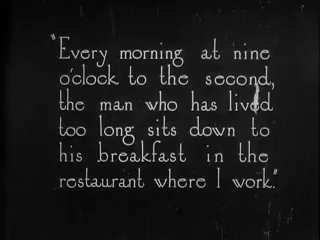 "Every morning at nine
o'clock to the second,
the man who has lived
too long sits down to
his breakfast in the
restaurant where I work."